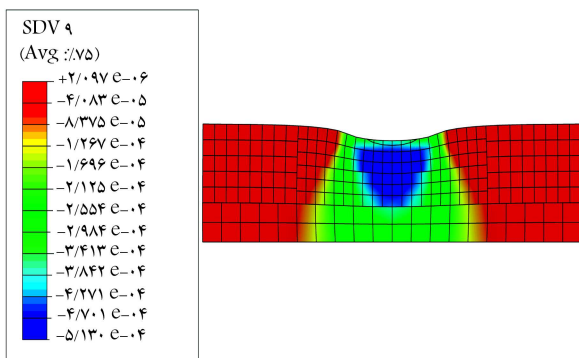 SDV ۹
(Avg :٪۷۵)
+۲/۰۹۷ e-۰۶
-۴/۰۸۳ e-۰۵
-۸/۳۷۵ e-۰۵
-۱/۲۶۷ e-۰۴
-۱/۶۹۶ e-۰۴
-۲/۱۲۵ e-۰۴
-۲/۵۵۴ e-۰۴
-۲/۹۸۴ e-۰۴
-۳/۴۱۳ e-۰۴
-۳/۸۴۲ e-۰۴
-۴/۲۷۱ e-۰۴
-۴/۷۰۱ e-۰۴
-۵/۱۳۰ e-۰۴